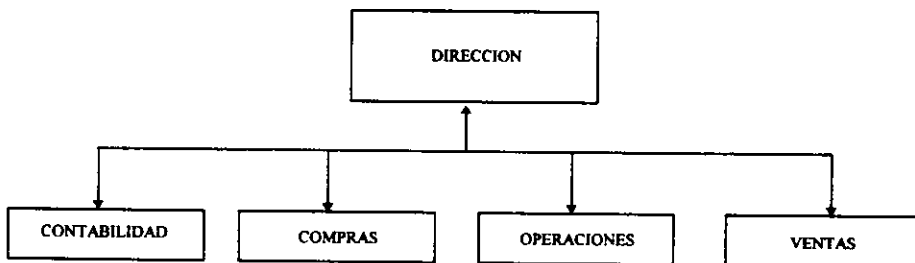 DIRECCION
CONTABILIDAD
COMPRAS
OPERACIONES
VENTAS